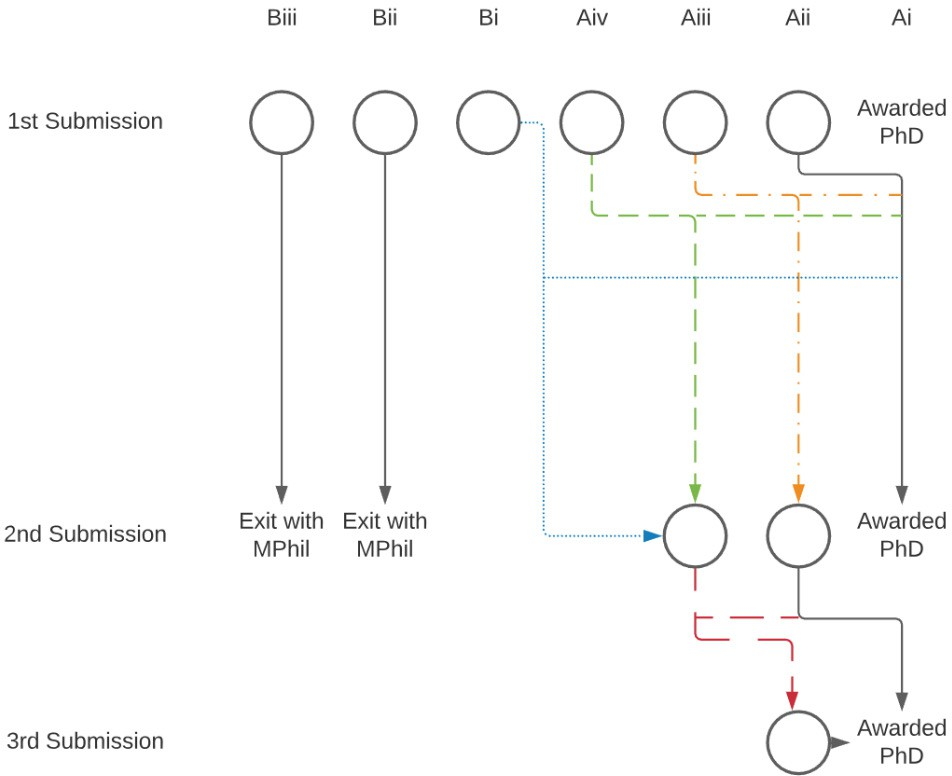 Biii Bii Bi Aiv Aiii Aii Ai
1st Submission
Awarded
PhD
2nd Submission
Exit with
MPhil
Exit with
MPhil
Awarded
PhD
3rd Submission
Awarded
PhD